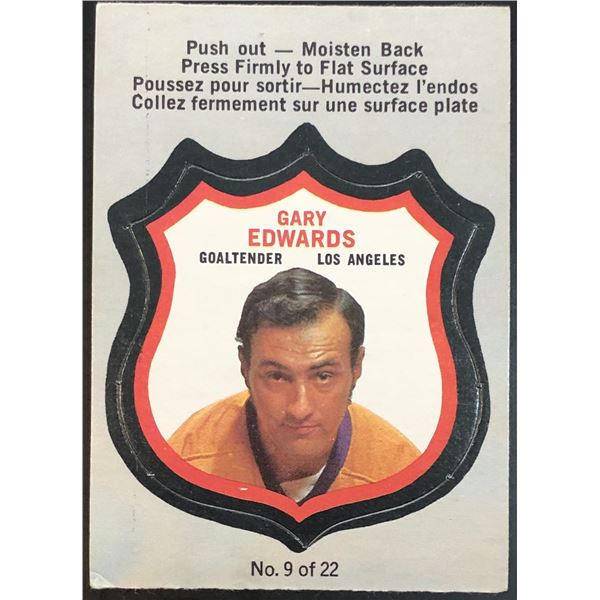 Push out — Moisten Back
Press Firmly to Flat Surface
Poussez pour sortir—Humectez l'endos
Collez fermement sur une surface plate
GARY
EDWARDS
GOALTENDER LOS ANGELES
No. 9 of 22